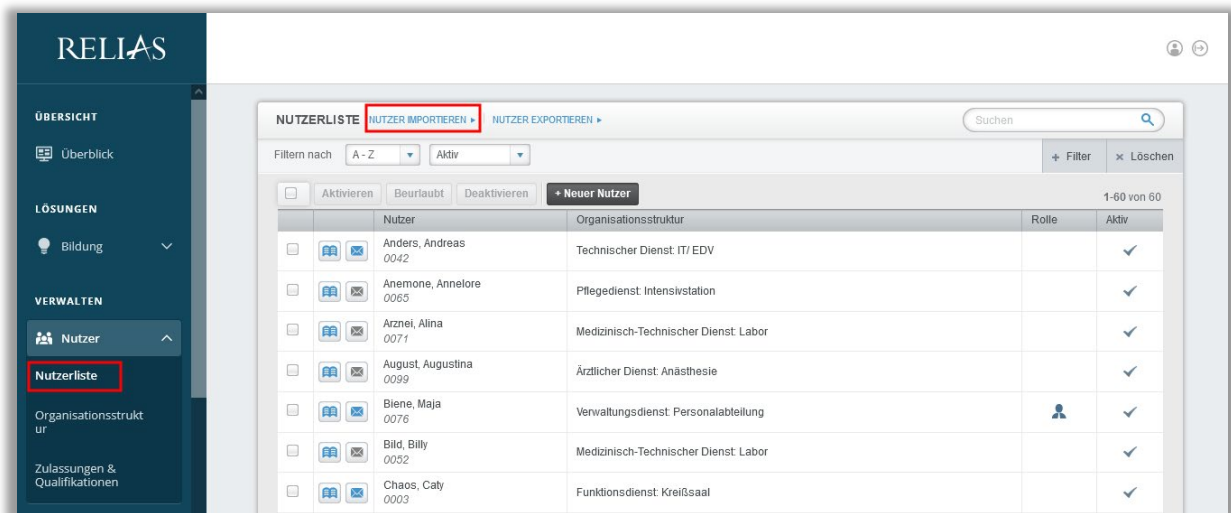 RELIAS
ÜBERSICHT
Überblick
LÖSUNGEN
Bildung
VERWALTEN
Nutzer
Nutzerliste
Organisationsstrukt
ur
Zulassungen &
Qualifikationen
NUTZERLISTE NUTZER IMPORTIEREN NUTZER EXPORTIEREN Suchen
Filtern nach A - Z Aktiv + Filter × Löschen
Aktivieren Beurlaubt Deaktivieren + Neuer Nutzer 1-60 von 60
Nutzer Organisationsstruktur Rolle Aktiv
Anders, Andreas
0042 Technischer Dienst: IT/ EDV
Anemone, Annelore
0065 Pflegedienst: Intensivstation
Arznei, Alina
0071 Medizinisch-Technischer Dienst: Labor
August, Augustina
0099 Ärztlicher Dienst: Anästhesie
Biene, Maja
0076 Verwaltungsdienst: Personalabteilung
Bild, Billy
0052 Medizinisch-Technischer Dienst: Labor
Chaos, Caty
0003 Funktionsdienst: Kreißsaal